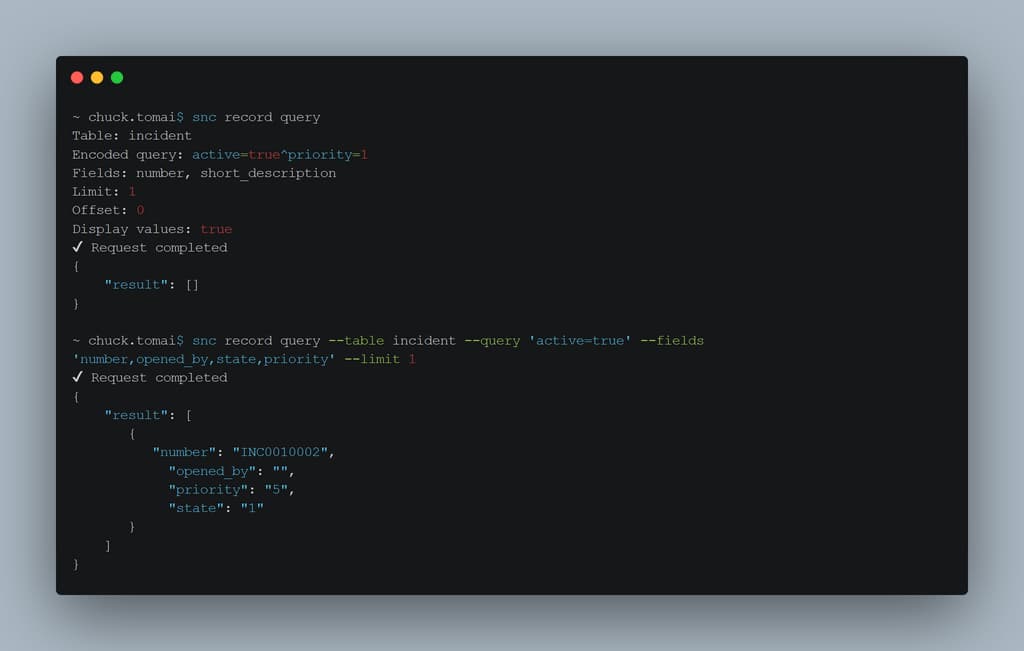 ~ chuck.tomai$ snc record query
Table: incident
Encoded query: active=true^priority=1
Fields: number, short_description
Limit: 1
Offset: 0
Display values: true
✔ Request completed
{
    "result": []
}

~ chuck.tomai$ snc record query --table incident --query 'active=true' --fields
'number,opened_by,state,priority' --limit 1
✔ Request completed
{
    "result": [
       {
          "number": "INC0010002",
            "opened_by": "",
            "priority": "5",
            "state": "1"
       }
    ]
}